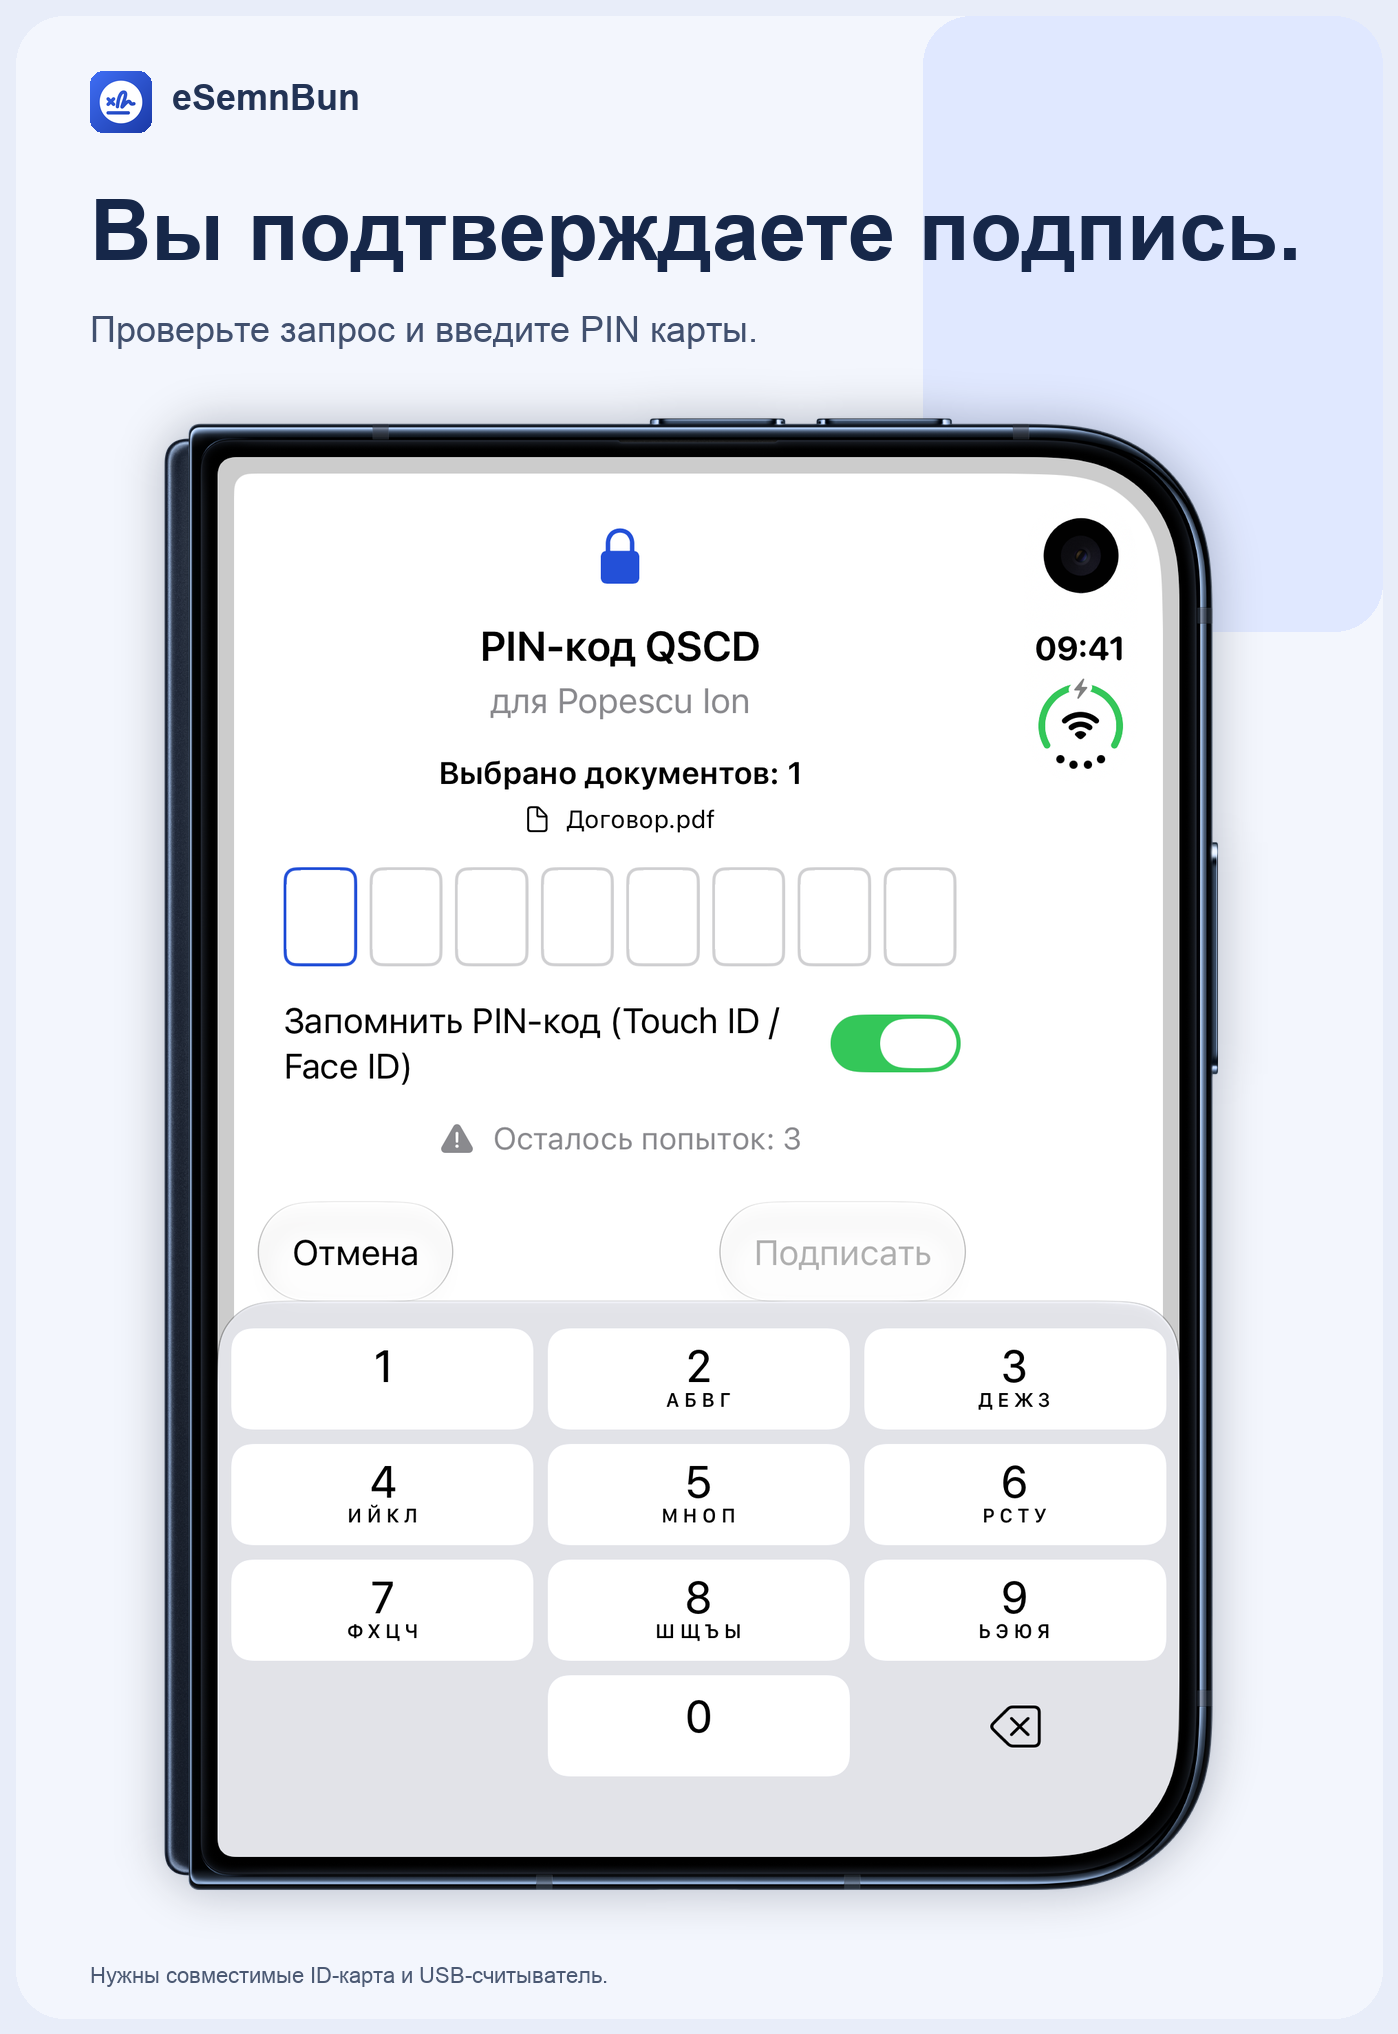 eSemnBun
Вы подтверждаете подпись.
Проверьте запрос и введите PIN карты.
09:41
PIN-код QSCD
для Popescu Ion
Выбрано документов: 1
Договор.pdf
Запомнить PIN-код (Touch ID /
Face ID)
Осталось попыток: 3
Отмена
Подписать
1
2
АБВГ
3
ДЕЖЗ
4
ИЙКЛ
5
МНОП
6
РСТУ
7
ФХЦЧ
8
ШЩЪЫ
9
ЬЭЮЯ
0
Нужны совместимые ID-карта и USB-считыватель.